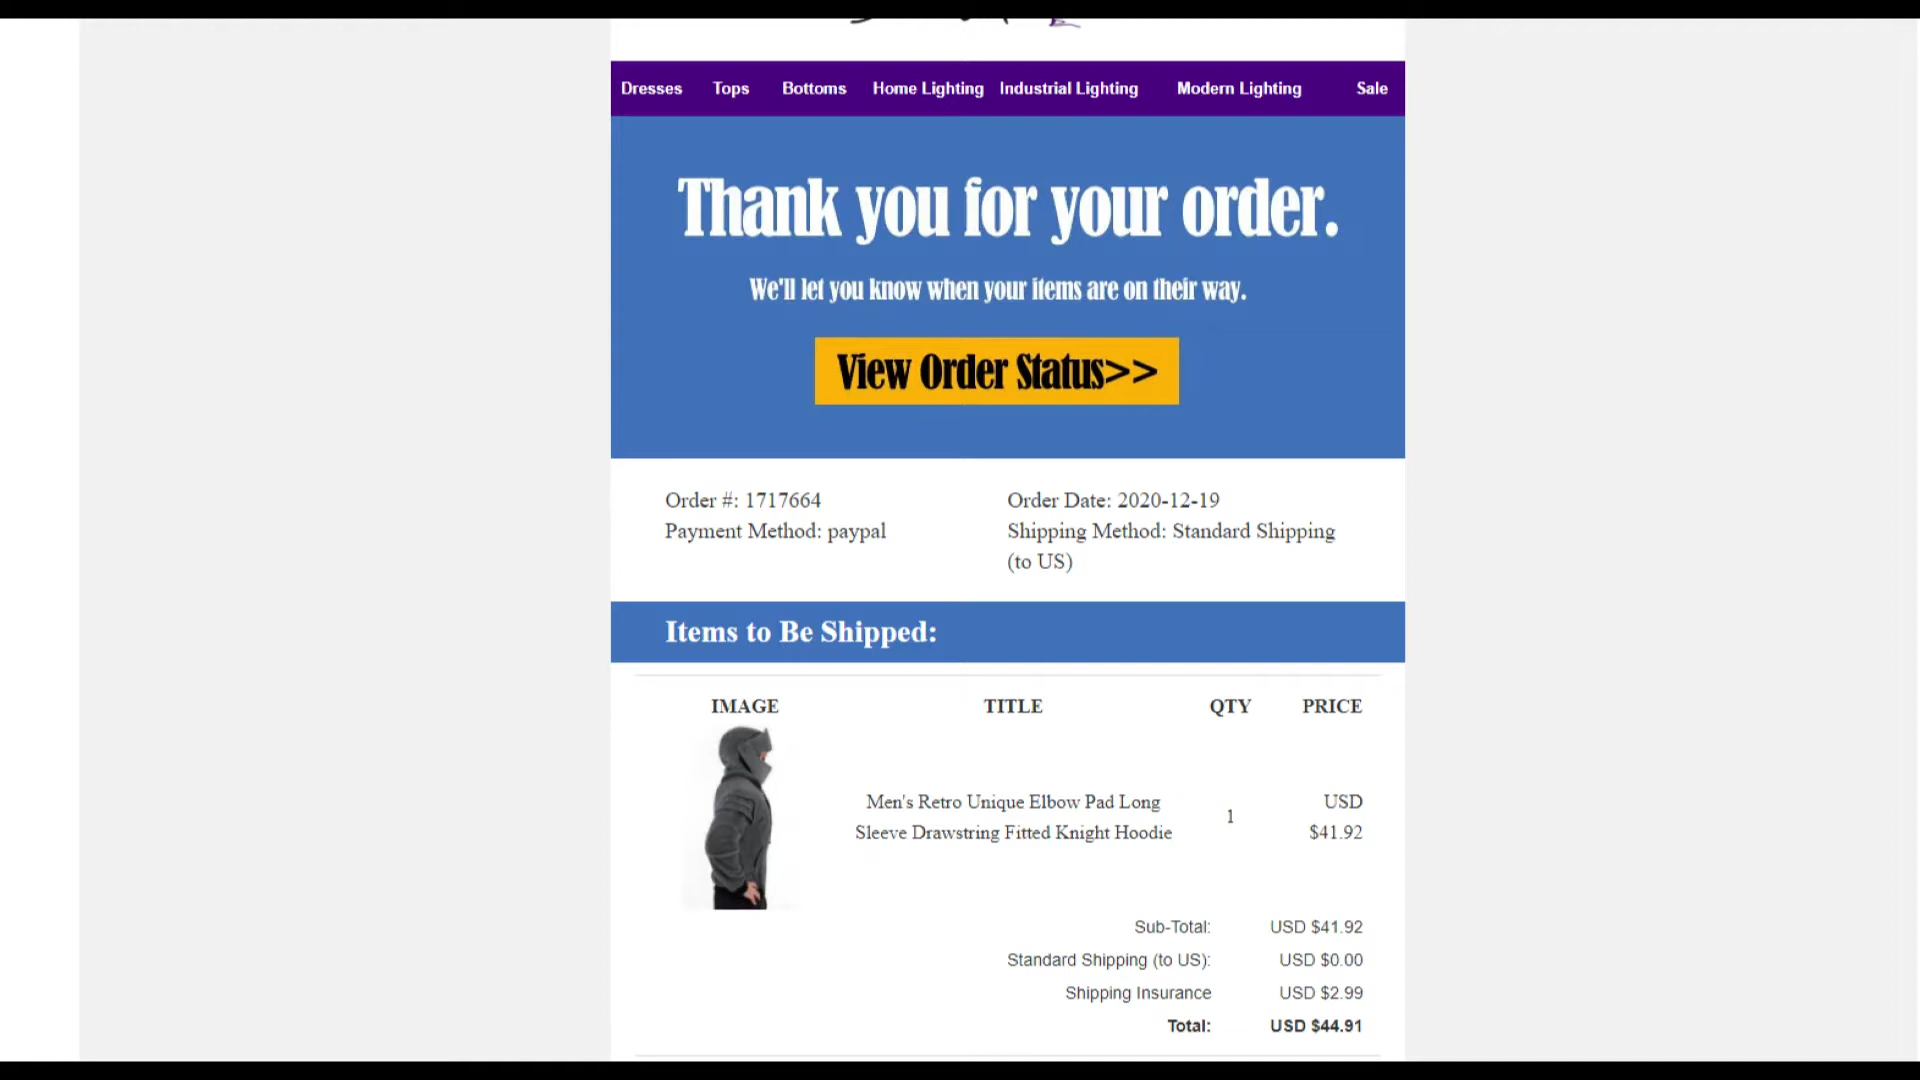 Dresses Tops Bottoms Home Lighting Industrial Lighting Modern Lighting Sale
Thank you for your order.
We'll let you know when your items are on their way.
View Order Status>>
Order #: 1717664
Payment Method: paypal
Order Date: 2020-12-19
Shipping Method: Standard Shipping
(to US)
Items to Be Shipped:
IMAGE TITLE QTY PRICE
Men's Retro Unique Elbow Pad Long
Sleeve Drawstring Fitted Knight Hoodie
1
USD
$41.92
Sub-Total: USD $41.92
Standard Shipping (to US): USD $0.00
Shipping Insurance USD $2.99
Total: USD $44.91